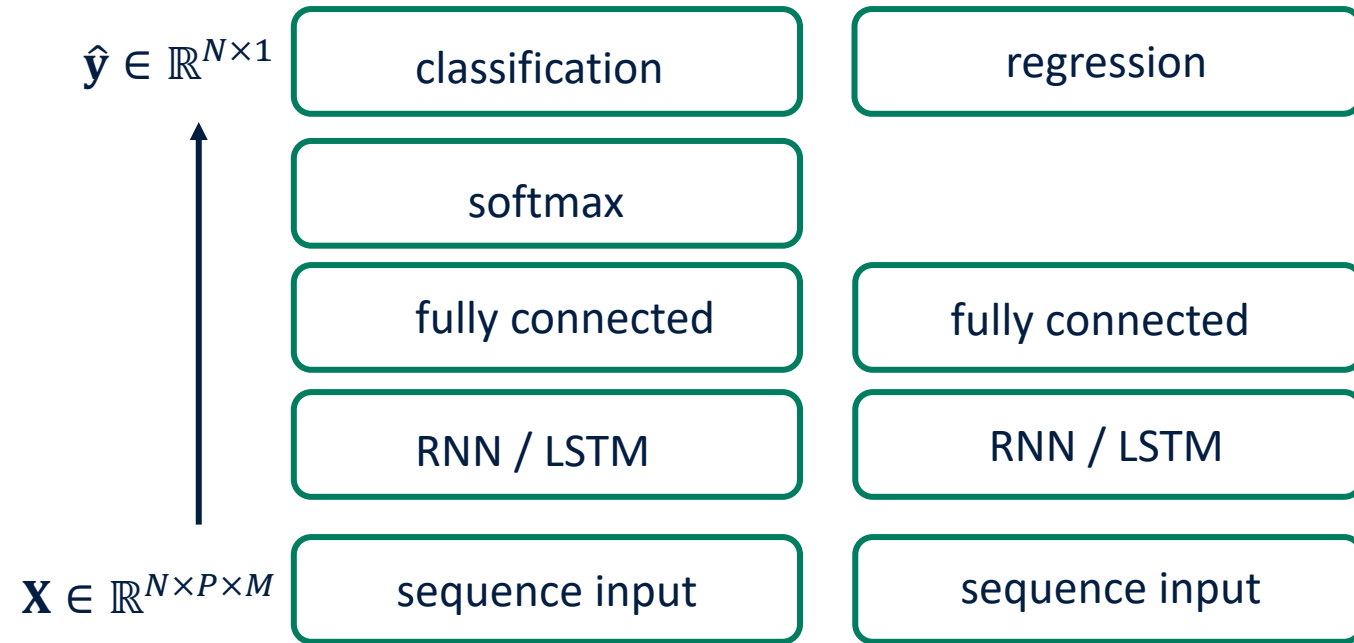 ŷ ∈ ℝ^{N×1} classification regression
softmax
fully connected fully connected
RNN / LSTM RNN / LSTM
X ∈ ℝ^{N×P×M} sequence input sequence input